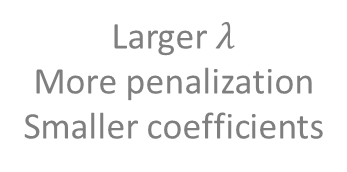 Larger λ
More penalization
Smaller coefficients